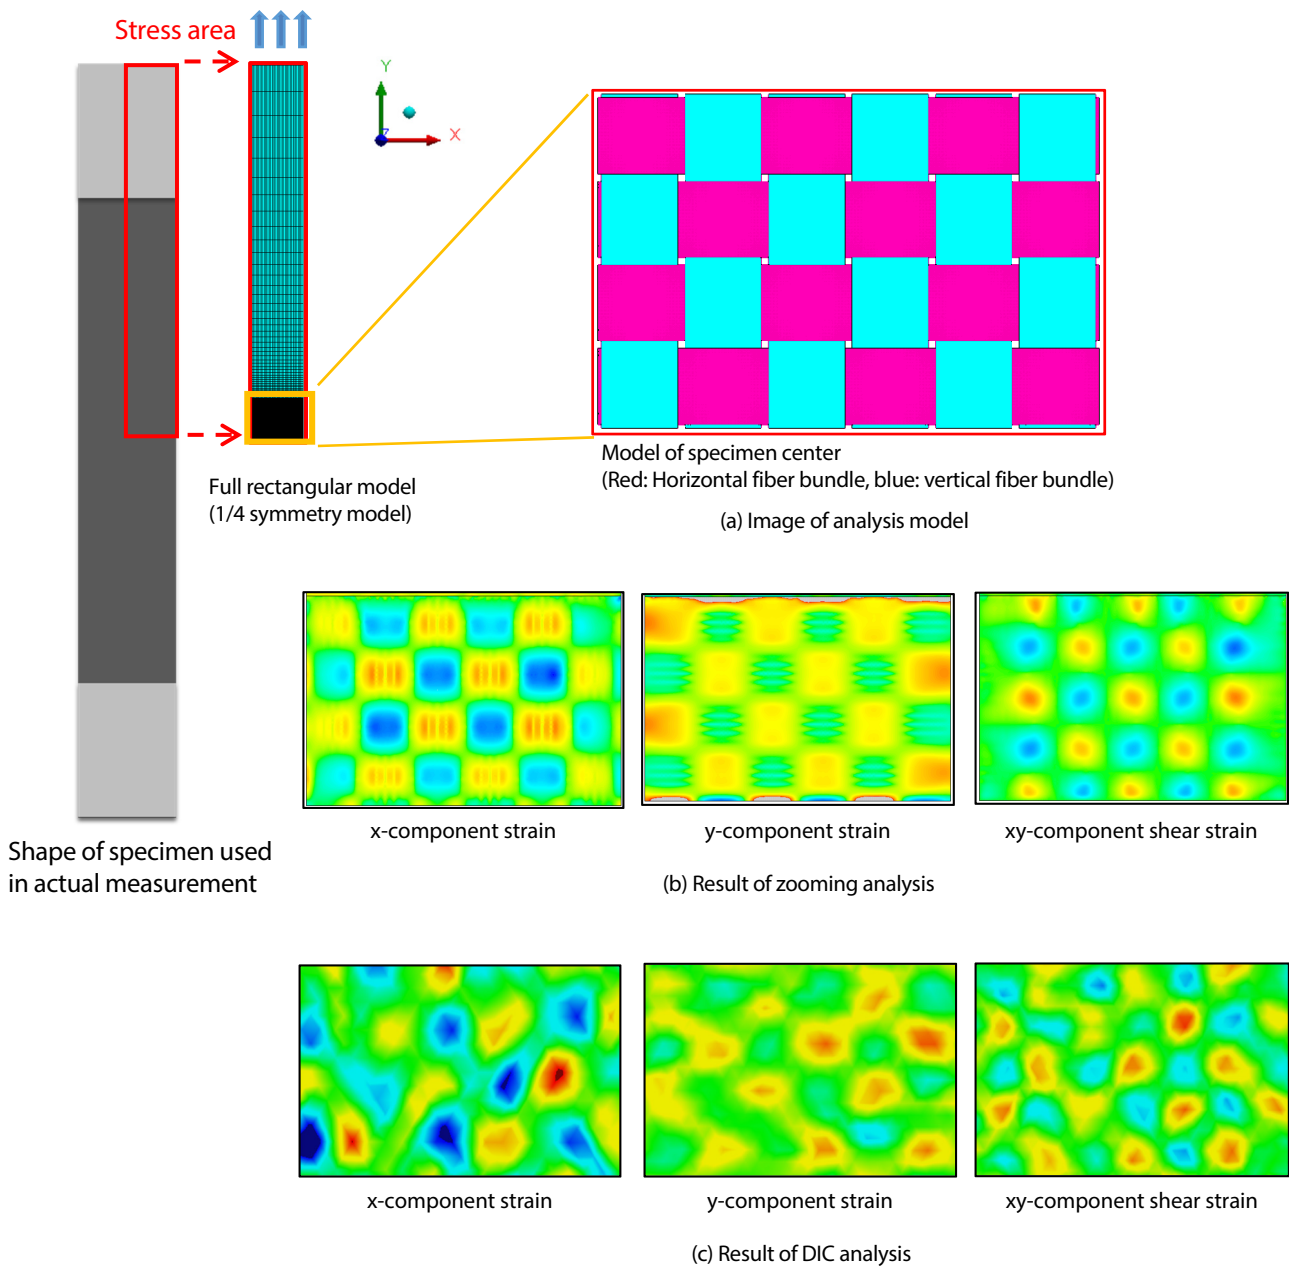 Stress area
Y
X
Z
Model of specimen center
(Red: Horizontal fiber bundle, blue: vertical fiber bundle)
Full rectangular model
(1/4 symmetry model)
(a) Image of analysis model
x-component strain
y-component strain
xy-component shear strain
Shape of specimen used
in actual measurement
(b) Result of zooming analysis
x-component strain
y-component strain
xy-component shear strain
(c) Result of DIC analysis